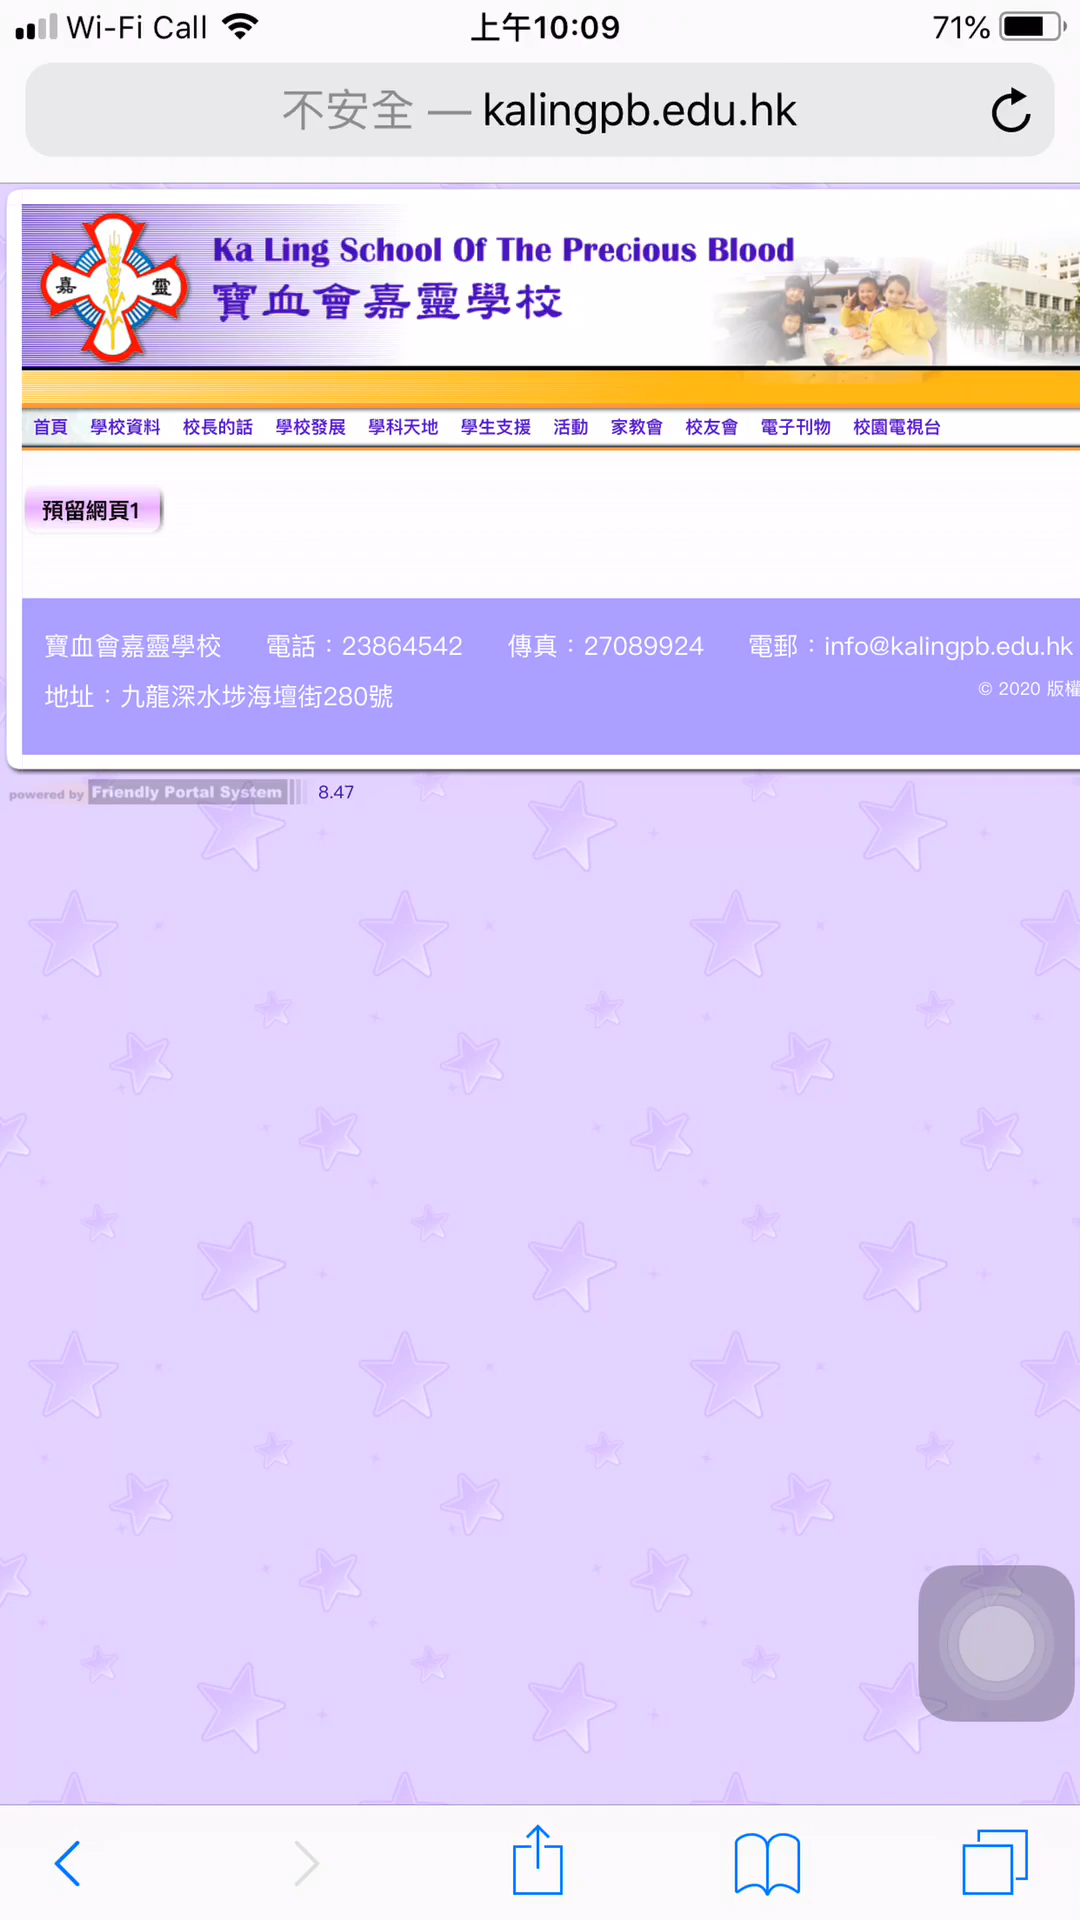 Wi-Fi Call 上午10:09 71%
不安全 — kalingpb.edu.hk
嘉 靈
Ka Ling School Of The Precious Blood
寶血會嘉靈學校
首頁 學校資料 校長的話 學校發展 學科天地 學生支援 活動 家教會 校友會 電子刊物 校園電視台
預留網頁1
寶血會嘉靈學校 電話：23864542 傳真：27089924 電郵：info@kalingpb.edu.hk
地址：九龍深水埗海壇街280號 © 2020 版權
powered by Friendly Portal System 8.47